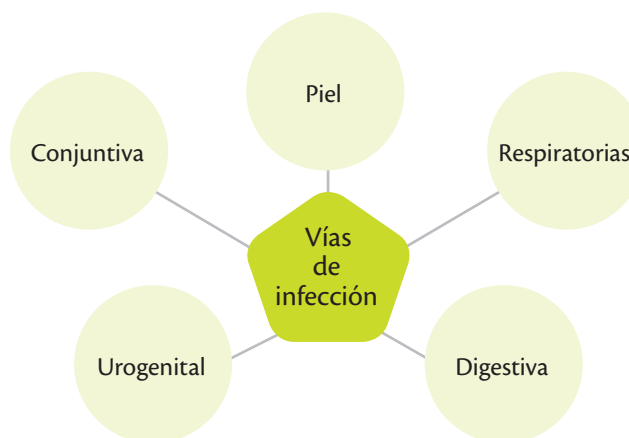 Piel
Conjuntiva
Respiratorias
Vías
de
infección
Urogenital
Digestiva